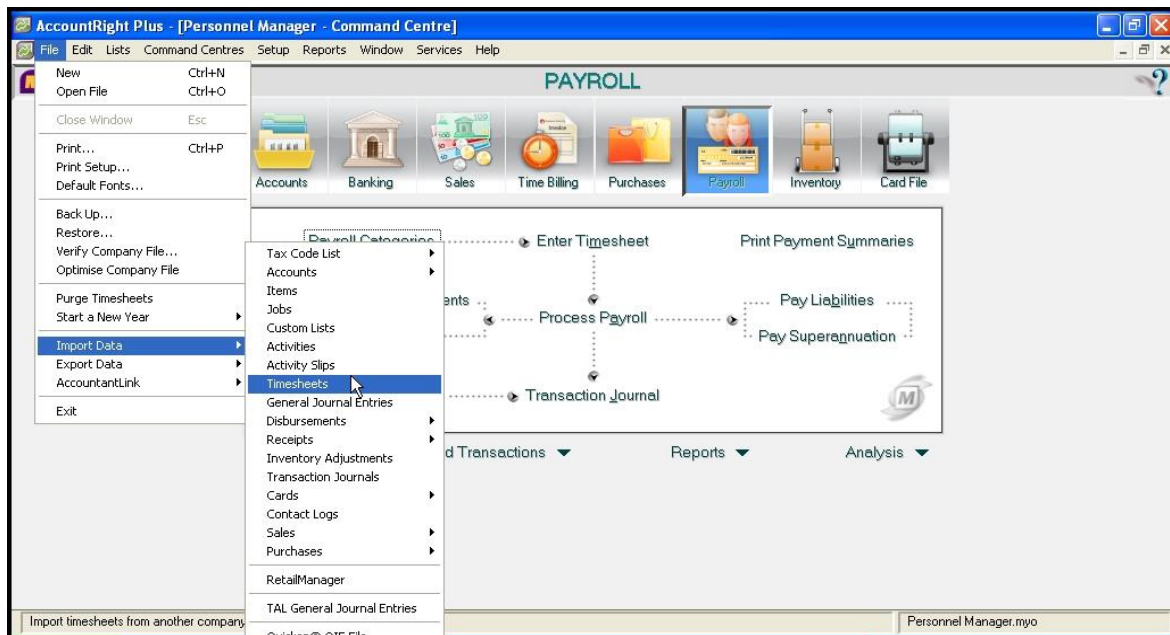 AccountRight Plus - [Personnel Manager - Command Centre]
File Edit Lists Command Centres Setup Reports Window Services Help
PAYROLL
New Ctrl+N
Open File Ctrl+O
Close Window Esc
Print... Ctrl+P
Print Setup...
Default Fonts...
Back Up...
Restore...
Verify Company File...
Optimise Company File
Purge Timesheets
Start a New Year
Import Data
Export Data
AccountantLink
Exit
Accounts Banking Sales Time Billing Purchases Payroll Inventory Card File
Payroll Categories Enter Timesheet Print Payment Summaries
ents Process Payroll Pay Liabilities
Pay Superannuation
Transaction Journal
d Transactions Reports Analysis
Tax Code List
Accounts
Items
Jobs
Custom Lists
Activities
Activity Slips
Timesheets
General Journal Entries
Disbursements
Receipts
Inventory Adjustments
Transaction Journals
Cards
Contact Logs
Sales
Purchases
RetailManager
TAL General Journal Entries
Import timesheets from another company Personnel Manager.myo